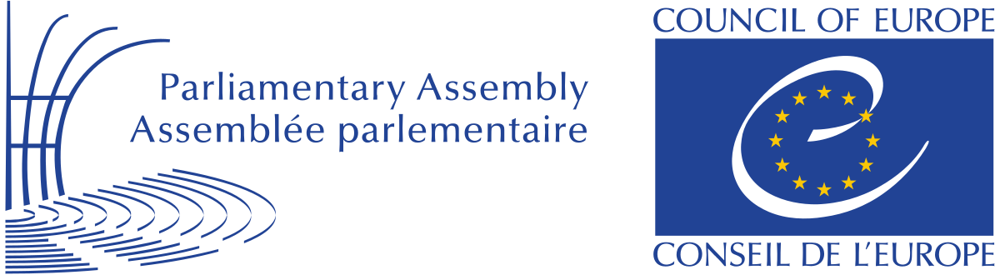 Parliamentary Assembly
Assemblée parlementaire
COUNCIL OF EUROPE
CONSEIL DE L'EUROPE